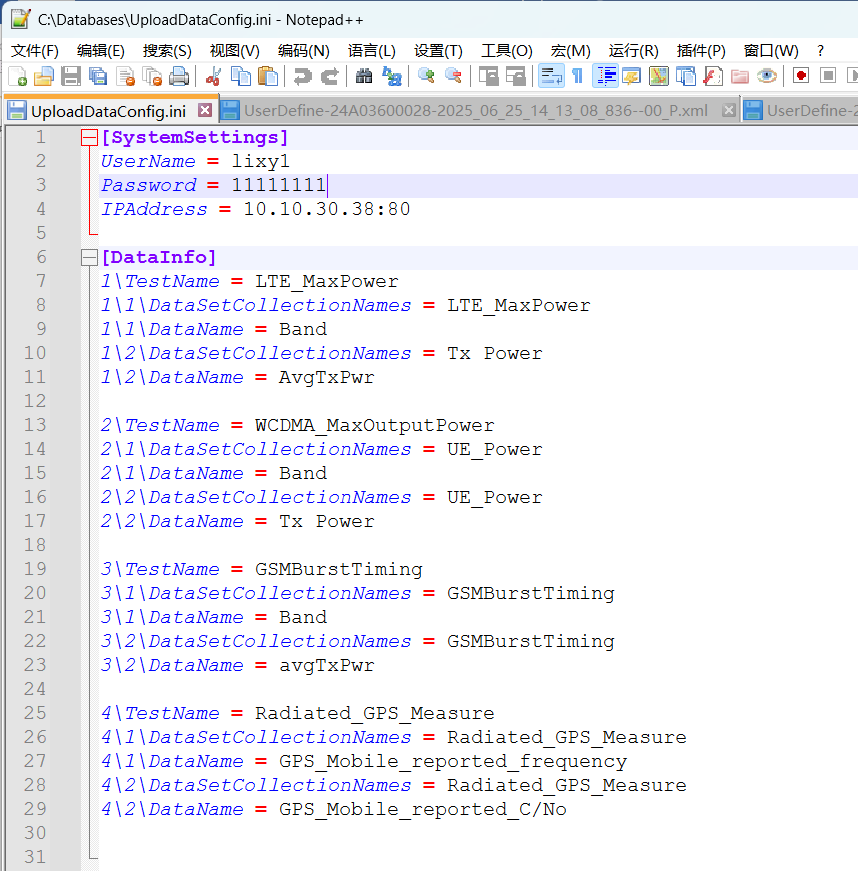 C:\Databases\UploadDataConfig.ini - Notepad++
文件(F) 编辑(E) 搜索(S) 视图(V) 编码(N) 语言(L) 设置(T) 工具(O) 宏(M) 运行(R) 插件(P) 窗口(W) ?
UploadDataConfig.ini UserDefine-24A03600028-2025_06_25_14_13_08_836--00_P.xml UserDefine-2
1 [SystemSettings]
2 UserName = lixy1
3 Password = 11111111
4 IPAddress = 10.10.30.38:80
5
6 [DataInfo]
7 1\TestName = LTE_MaxPower
8 1\1\DataSetCollectionNames = LTE_MaxPower
9 1\1\DataName = Band
10 1\2\DataSetCollectionNames = Tx Power
11 1\2\DataName = AvgTxPwr
12
13 2\TestName = WCDMA_MaxOutputPower
14 2\1\DataSetCollectionNames = UE_Power
15 2\1\DataName = Band
16 2\2\DataSetCollectionNames = UE_Power
17 2\2\DataName = Tx Power
18
19 3\TestName = GSMBurstTiming
20 3\1\DataSetCollectionNames = GSMBurstTiming
21 3\1\DataName = Band
22 3\2\DataSetCollectionNames = GSMBurstTiming
23 3\2\DataName = avgTxPwr
24
25 4\TestName = Radiated_GPS_Measure
26 4\1\DataSetCollectionNames = Radiated_GPS_Measure
27 4\1\DataName = GPS_Mobile_reported_frequency
28 4\2\DataSetCollectionNames = Radiated_GPS_Measure
29 4\2\DataName = GPS_Mobile_reported_C/No
30
31